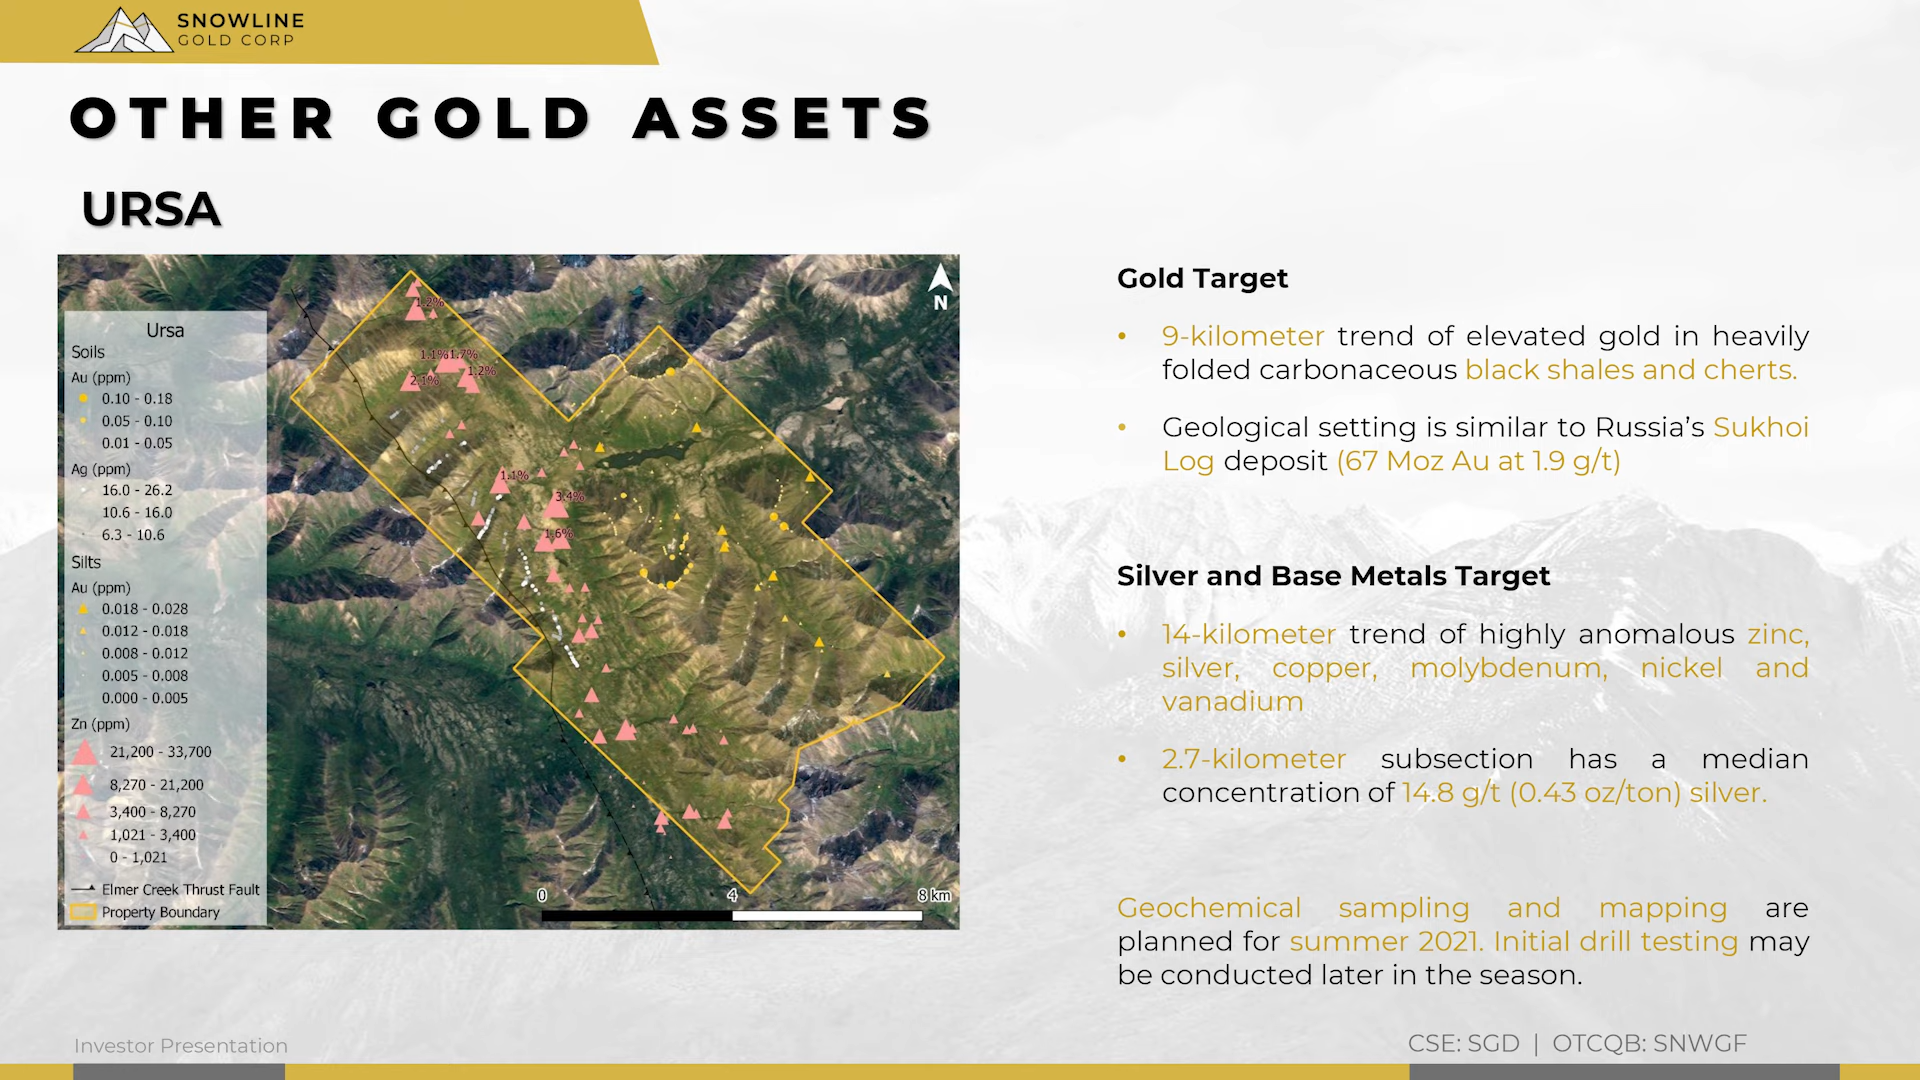 SNOWLINE
GOLD CORP
OTHER GOLD ASSETS
URSA
Ursa
Soils
Au (ppm)
0.10 - 0.18
0.05 - 0.10
0.01 - 0.05
Ag (ppm)
16.0 - 26.2
10.6 - 16.0
6.3 - 10.6
Silts
Au (ppm)
0.018 - 0.028
0.012 - 0.018
0.008 - 0.012
0.005 - 0.008
0.000 - 0.005
Zn (ppm)
21,200 - 33,700
8,270 - 21,200
3,400 - 8,270
1,021 - 3,400
0 - 1,021
Elmer Creek Thrust Fault
Property Boundary
1.2%
1.1% 1.7%
2.1% 1.2%
1.1%
3.4%
1.6%
N
0 4 8 km
Gold Target
• 9-kilometer trend of elevated gold in heavily
folded carbonaceous black shales and cherts.
• Geological setting is similar to Russia’s Sukhoi
Log deposit (67 Moz Au at 1.9 g/t)
Silver and Base Metals Target
• 14-kilometer trend of highly anomalous zinc,
silver, copper, molybdenum, nickel and
vanadium
• 2.7-kilometer subsection has a median
concentration of 14.8 g/t (0.43 oz/ton) silver.
Geochemical sampling and mapping are
planned for summer 2021. Initial drill testing may
be conducted later in the season.
Investor Presentation
CSE: SGD | OTCQB: SNWGF